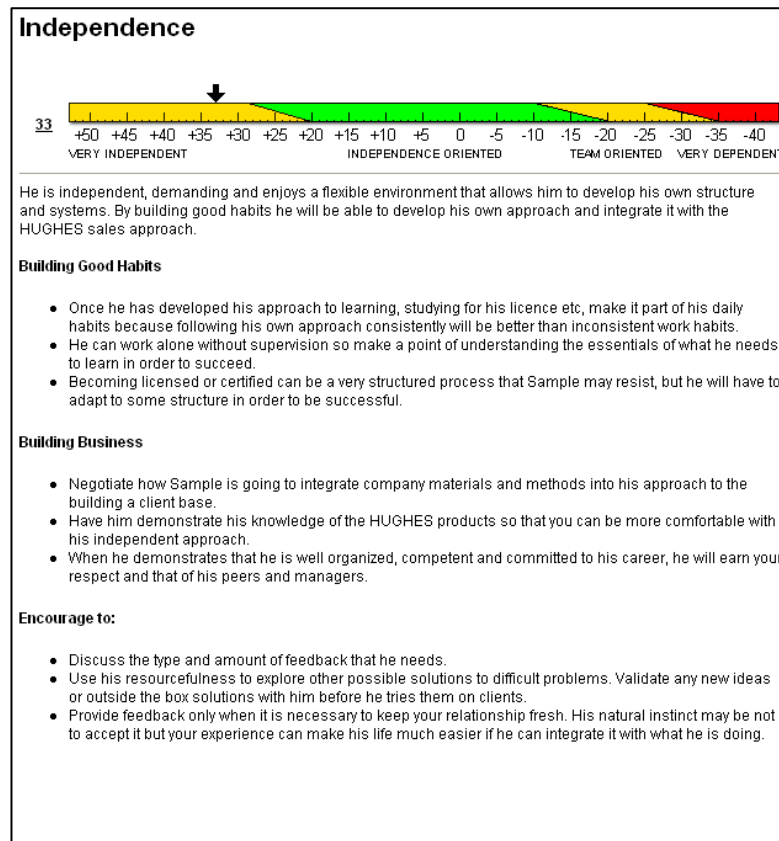 Independence
33
+50 +45 +40 +35 +30 +25 +20 +15 +10 +5 0 -5 -10 -15 -20 -25 -30 -35 -40
VERY INDEPENDENT INDEPENDENCE ORIENTED TEAM ORIENTED VERY DEPENDENT
He is independent, demanding and enjoys a flexible environment that allows him to develop his own structure
and systems. By building good habits he will be able to develop his own approach and integrate it with the
HUGHES sales approach.
Building Good Habits
● Once he has developed his approach to learning, studying for his licence etc, make it part of his daily
habits because following his own approach consistently will be better than inconsistent work habits.
● He can work alone without supervision so make a point of understanding the essentials of what he needs
to learn in order to succeed.
● Becoming licensed or certified can be a very structured process that Sample may resist, but he will have to
adapt to some structure in order to be successful.
Building Business
● Negotiate how Sample is going to integrate company materials and methods into his approach to the
building a client base.
● Have him demonstrate his knowledge of the HUGHES products so that you can be more comfortable with
his independent approach.
● When he demonstrates that he is well organized, competent and committed to his career, he will earn your
respect and that of his peers and managers.
Encourage to:
● Discuss the type and amount of feedback that he needs.
● Use his resourcefulness to explore other possible solutions to difficult problems. Validate any new ideas
or outside the box solutions with him before he tries them on clients.
● Provide feedback only when it is necessary to keep your relationship fresh. His natural instinct may be not
to accept it but your experience can make his life much easier if he can integrate it with what he is doing.